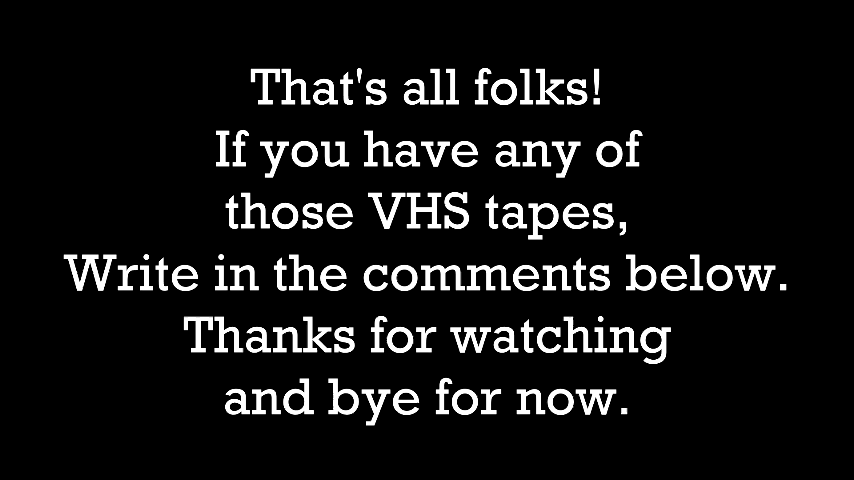 That's all folks!
If you have any of
those VHS tapes,
Write in the comments below.
Thanks for watching
and bye for now.